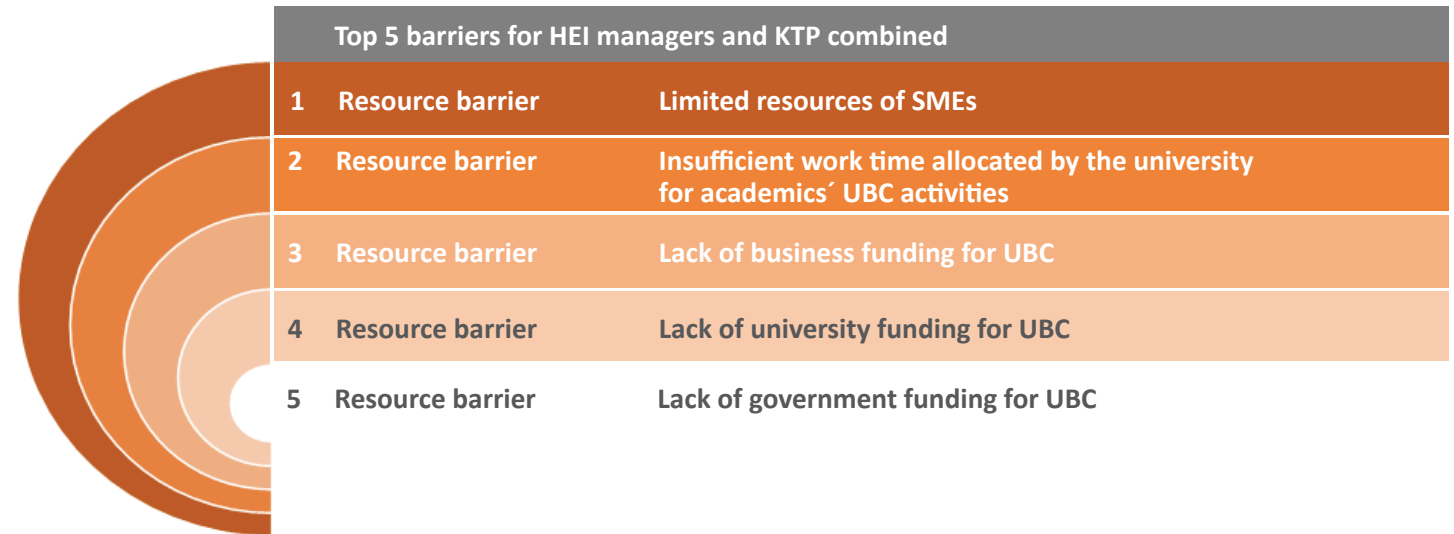 Top 5 barriers for HEI managers and KTP combined
1 Resource barrier Limited resources of SMEs
2 Resource barrier Insufficient work time allocated by the university
for academics´ UBC activities
3 Resource barrier Lack of business funding for UBC
4 Resource barrier Lack of university funding for UBC
5 Resource barrier Lack of government funding for UBC